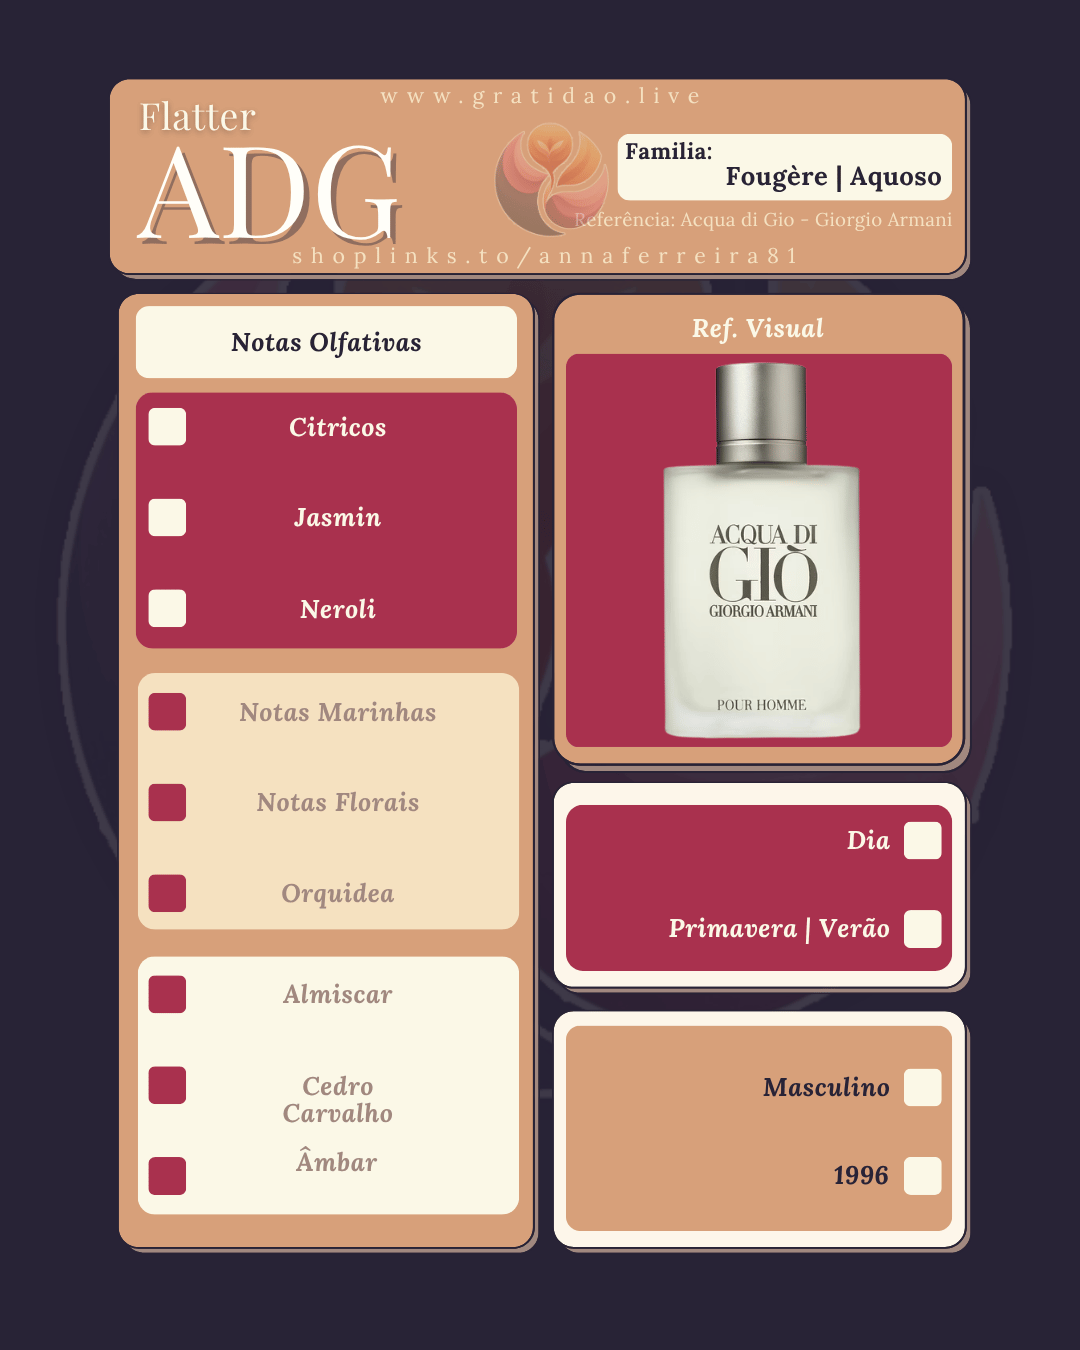 www.gratidao.live
Flatter
ADG
Familia:
Fougère | Aquoso
Referência: Acqua di Gio - Giorgio Armani
shoplinks.to/annaferreira81
Notas Olfativas
Citricos
Jasmin
Neroli
Notas Marinhas
Notas Florais
Orquidea
Almiscar
Cedro
Carvalho
Âmbar
Ref. Visual
ACQUA DI
GIÒ
GIORGIO ARMANI
POUR HOMME
Dia
Primavera | Verão
Masculino
1996